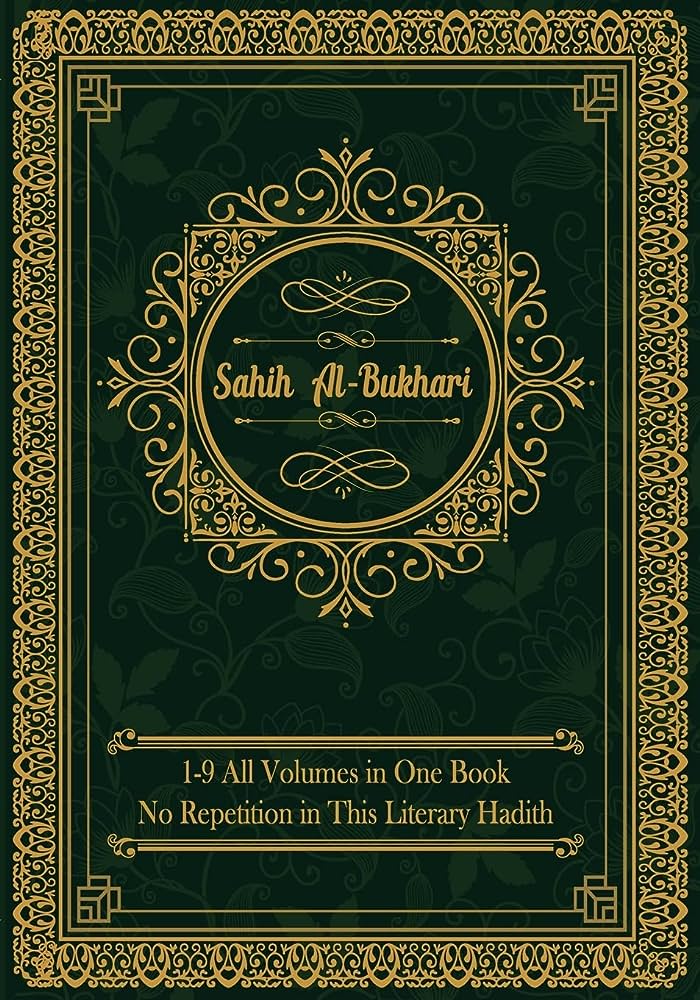 Sahih Al-Bukhari
1-9 All Volumes in One Book
No Repetition in This Literary Hadith